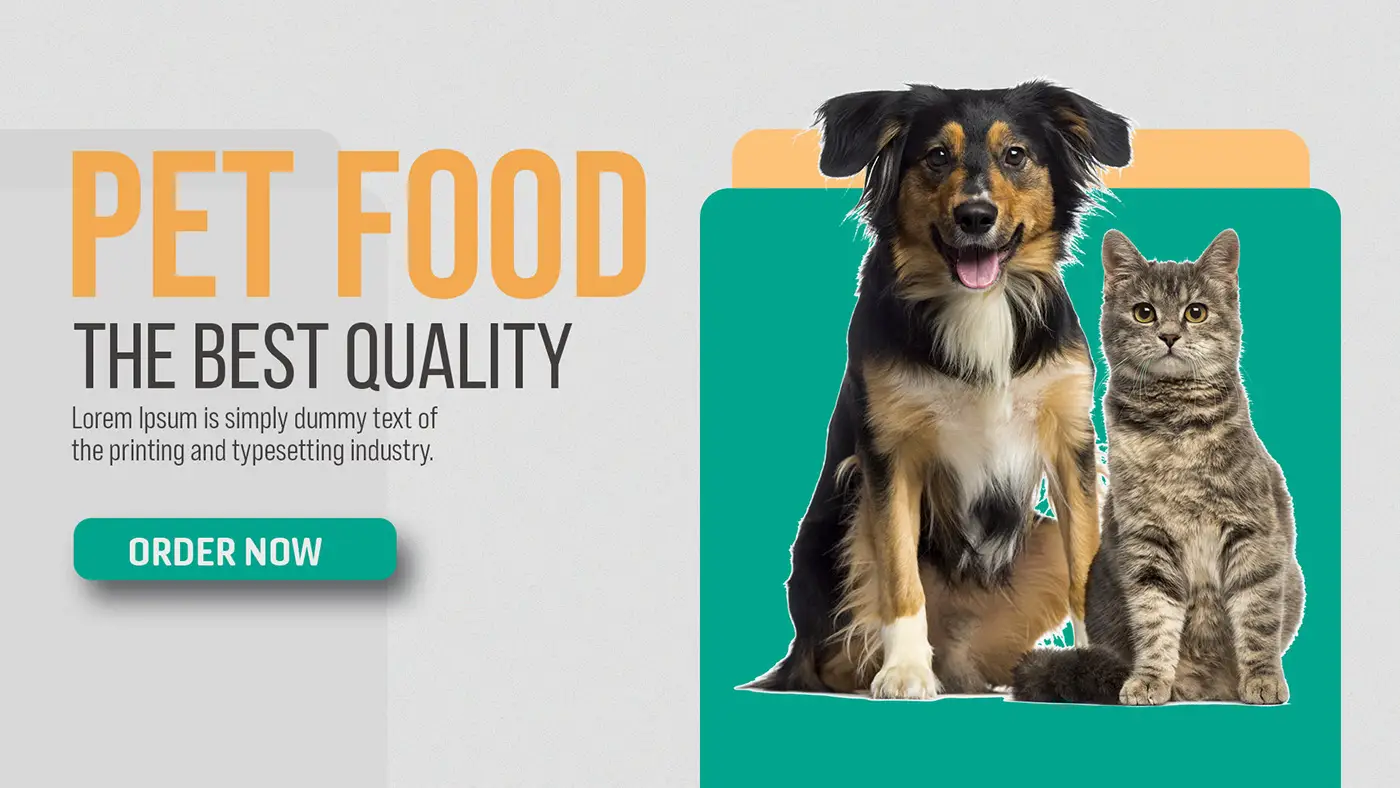 PET FOOD
THE BEST QUALITY
Lorem Ipsum is simply dummy text of
the printing and typesetting industry.
ORDER NOW